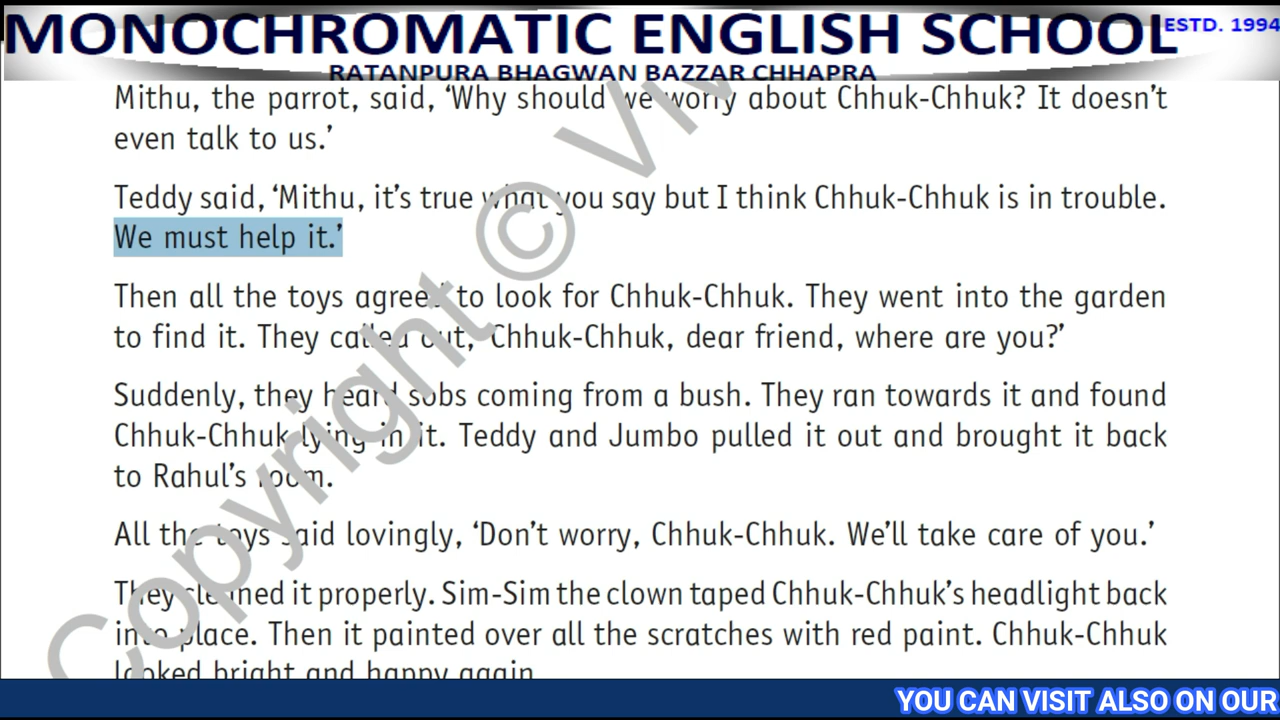 MONOCHROMATIC ENGLISH SCHOOL
ESTD. 1994
RATANPURA BHAGWAN BAZZAR CHHAPRA
Mithu, the parrot, said, ‘Why should we worry about Chhuk-Chhuk? It doesn’t
even talk to us.’
Teddy said, ‘Mithu, it’s true what you say but I think Chhuk-Chhuk is in trouble.
We must help it.’
Then all the toys agreed to look for Chhuk-Chhuk. They went into the garden
to find it. They called out, ‘Chhuk-Chhuk, dear friend, where are you?’
Suddenly, they heard sobs coming from a bush. They ran towards it and found
Chhuk-Chhuk lying in it. Teddy and Jumbo pulled it out and brought it back
to Rahul’s room.
All the toys said lovingly, ‘Don’t worry, Chhuk-Chhuk. We’ll take care of you.’
They cleaned it properly. Sim-Sim the clown taped Chhuk-Chhuk’s headlight back
into place. Then it painted over all the scratches with red paint. Chhuk-Chhuk
looked bright and happy again
Copyright ©
YOU CAN VISIT ALSO ON OUR